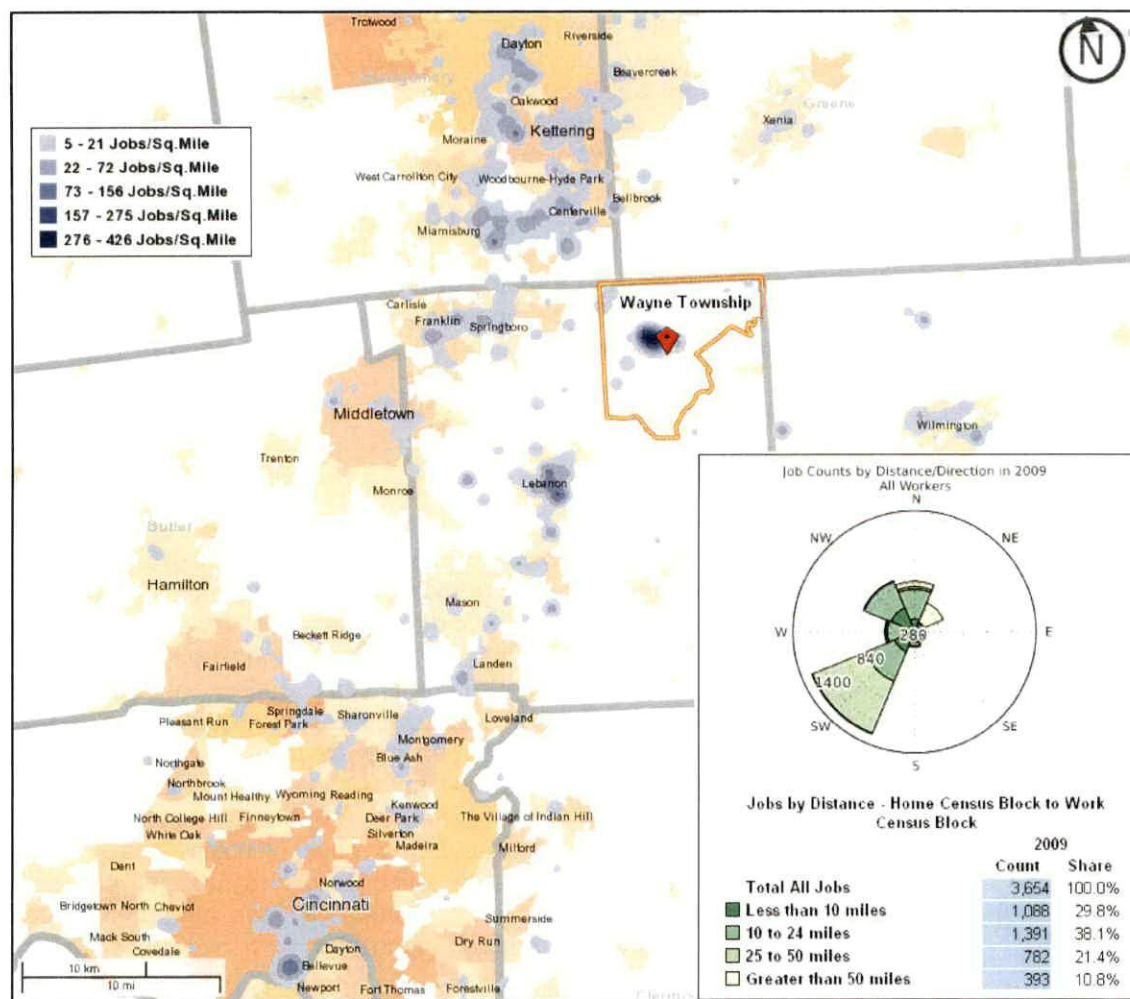 Trotwood
Dayton
Riverside
Montgomery
Beavercreek
N
Oakwood
Greene
Xenia
Kettering
Moraine
5 - 21 Jobs/Sq.Mile
22 - 72 Jobs/Sq.Mile
73 - 156 Jobs/Sq.Mile
157 - 275 Jobs/Sq.Mile
276 - 426 Jobs/Sq.Mile
West Carrollton City
Woodbourne-Hyde Park
Bellbrook
Centerville
Miamisburg
Wayne Township
Carlisle
Franklin
Springboro
Middletown
Wilmington
Trenton
Monroe
Lebanon
Butler
Hamilton
Mason
Beckett Ridge
Fairfield
Landen
Springdale
Pleasant Run
Forest Park
Sharonville
Loveland
Montgomery
Blue Ash
Northgate
Northbrook
Mount Healthy
Wyoming
Reading
Kenwood
North College Hill
Finneytown
Deer Park
The Village of Indian Hill
White Oak
Silverton
Madeira
Milford
Dent
Norwood
Bridgetown North
Cheviot
Cincinnati
Summerside
Mack South
Dayton
Dry Run
Covedale
Bellevue
Newport
Fort Thomas
Forestville
10 km
10 mi
Job Counts by Distance/Direction in 2009
All Workers
N
NW
NE
W
E
280
840
1400
SW
SE
S
Jobs by Distance - Home Census Block to Work
Census Block
2009
Count Share
Total All Jobs 3,654 100.0%
Less than 10 miles 1,088 29.8%
10 to 24 miles 1,391 38.1%
25 to 50 miles 782 21.4%
Greater than 50 miles 393 10.8%